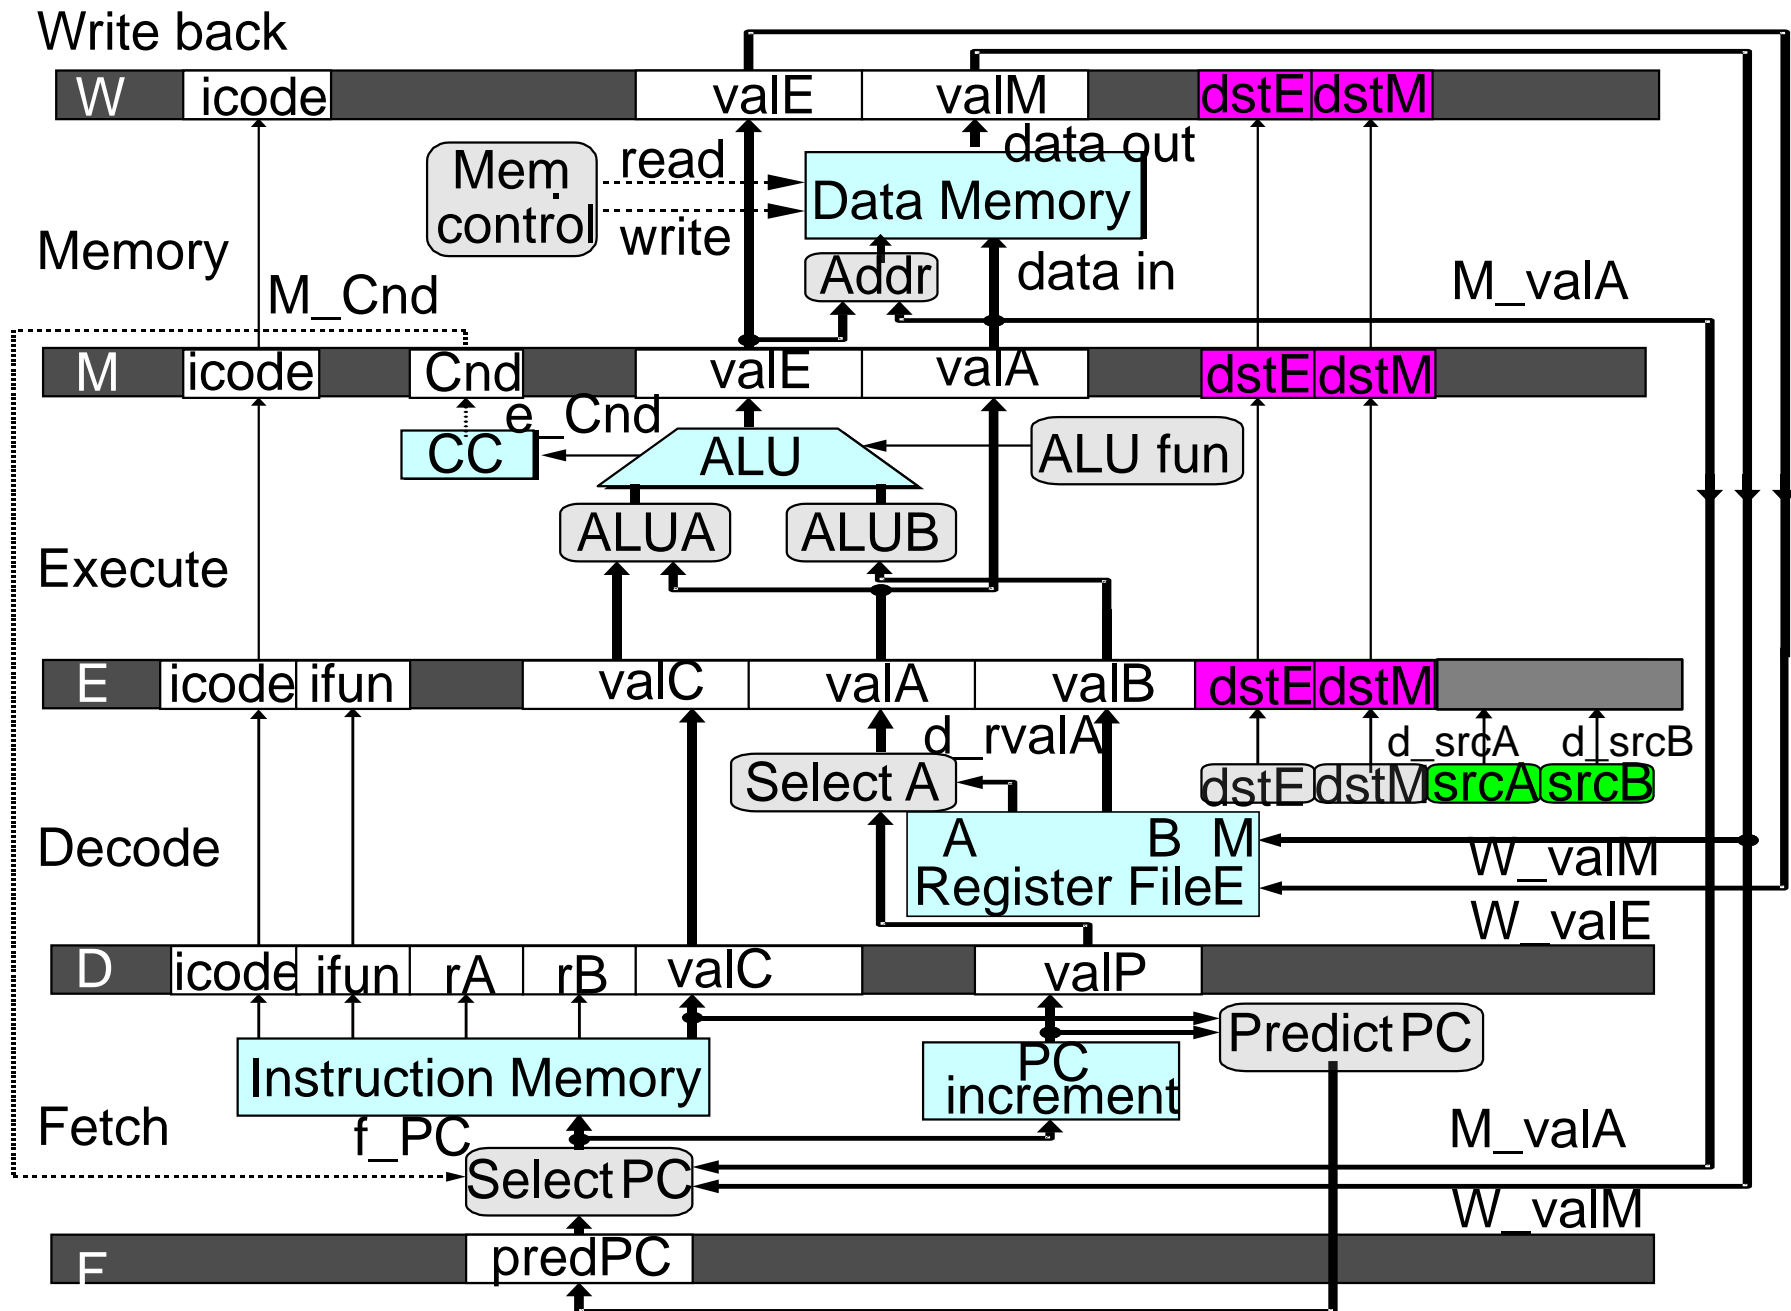 Write back
W icode valE valM dstE dstM
Mem control read write data out
Data Memory
Memory
Addr data in
M_Cnd M_valA
M icode Cnd valE valA dstE dstM
e_Cnd
CC ALU ALU fun
ALUA ALUB
Execute
E icode ifun valC valA valB dstE dstM
d_rvalA d_srcA d_srcB
Select A dstE dstM srcA srcB
Decode
A B M
W_valM
Register File E
W_valE
D icode ifun rA rB valC valP
Predict PC
Instruction Memory
PC increment
Fetch
f_PC M_valA
Select PC
W_valM
F predPC